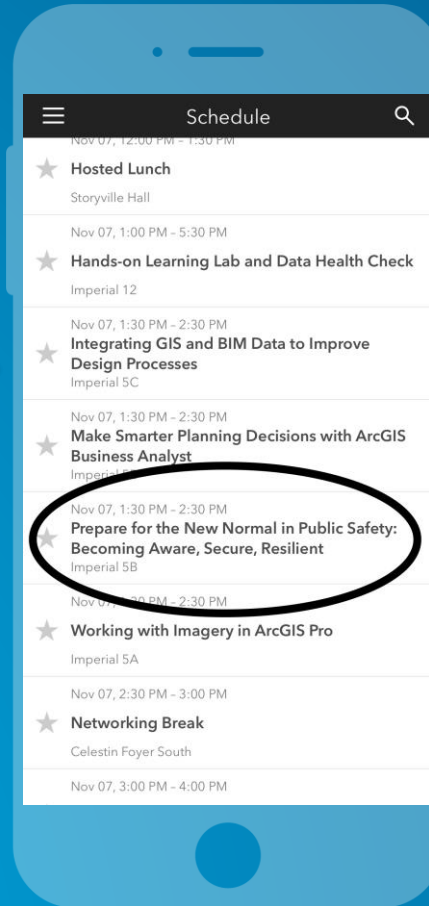 Schedule
Nov 07, 12:00 PM – 1:30 PM
Hosted Lunch
Storyville Hall
Nov 07, 1:00 PM – 5:30 PM
Hands-on Learning Lab and Data Health Check
Imperial 12
Nov 07, 1:30 PM – 2:30 PM
Integrating GIS and BIM Data to Improve
Design Processes
Imperial 5C
Nov 07, 1:30 PM – 2:30 PM
Make Smarter Planning Decisions with ArcGIS
Business Analyst
Imperial
Nov 07, 1:30 PM – 2:30 PM
Prepare for the New Normal in Public Safety:
Becoming Aware, Secure, Resilient
Imperial 5B
Nov 07, – 2:30 PM
Working with Imagery in ArcGIS Pro
Imperial 5A
Nov 07, 2:30 PM – 3:00 PM
Networking Break
Celestin Foyer South
Nov 07, 3:00 PM – 4:00 PM